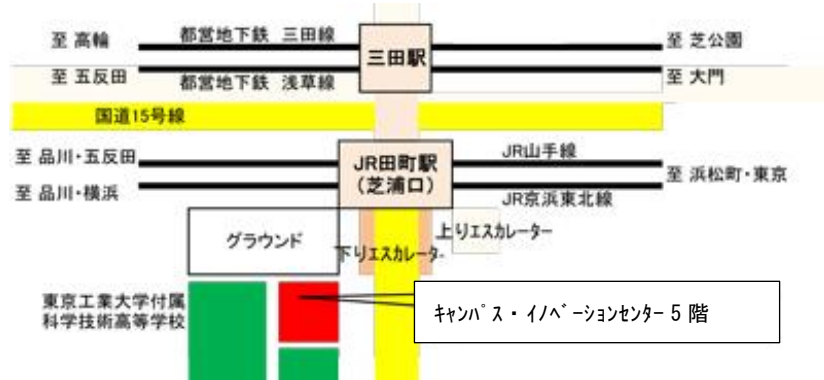 至 高輪 都営地下鉄 三田線 至 芝公園
三田駅
至 五反田 都営地下鉄 浅草線 至 大門
国道15号線
至 品川・五反田 JR田町駅 JR山手線
(芝浦口) 至 浜松町・東京
至 品川・横浜 JR京浜東北線
グラウンド 上りエスカレーター
下りエスカレーター
東京工業大学付属
科学技術高等学校
キャンパス・イノベーションセンター 5 階